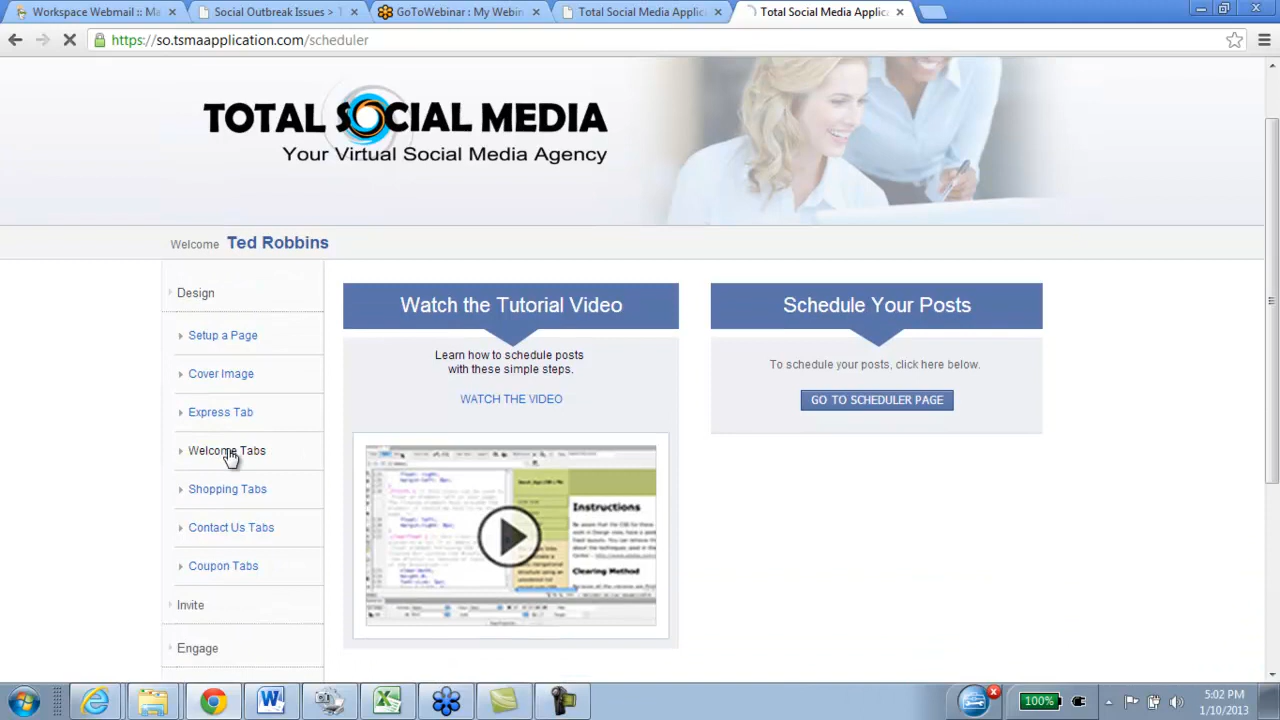 Workspace Webmail :: Ma
Social Outbreak Issues > T
GoToWebinar : My Webin
Total Social Media Applic
Total Social Media Applic
https://so.tsmaapplication.com/scheduler
TOTAL SOCIAL MEDIA
Your Virtual Social Media Agency
Welcome Ted Robbins
Design
Setup a Page
Cover Image
Express Tab
Welcome Tabs
Shopping Tabs
Contact Us Tabs
Coupon Tabs
Invite
Engage
Watch the Tutorial Video
Learn how to schedule posts
with these simple steps.
WATCH THE VIDEO
Instructions
Clearing Method
Schedule Your Posts
To schedule your posts, click here below.
GO TO SCHEDULER PAGE
100%
5:02 PM
1/10/2013